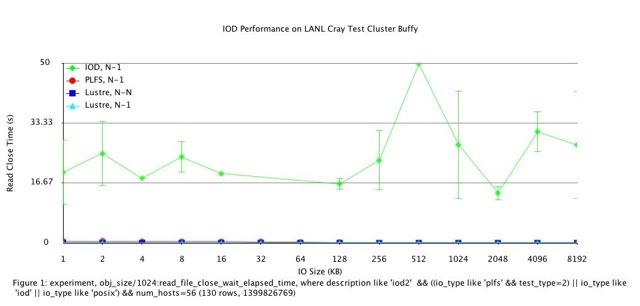 IOD Performance on LANL Cray Test Cluster Buffy
50
33.33
16.67
0
Read Close Time (s)
IOD, N-1
PLFS, N-1
Lustre, N-N
Lustre, N-1
1 2 4 8 16 32 64 128 256 512 1024 2048 4096 8192
IO Size (KB)
Figure 1: experiment, obj_size/1024:read_file_close_wait_elapsed_time, where description like 'iod2' && ((io_type like 'plfs' && test_type=2) || io_type like
'iod' || io_type like 'posix') && num_hosts=56 (130 rows, 1399826769)